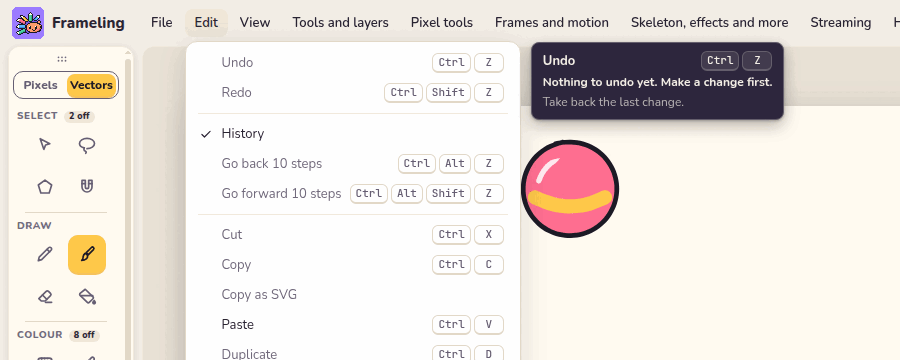 Frameling File Edit View Tools and layers Pixel tools Frames and motion Skeleton, effects and more Streaming
Pixels Vectors
SELECT 2 off
DRAW
COLOUR 8 off
Undo Ctrl Z
Redo Ctrl Shift Z
History
Go back 10 steps Ctrl Alt Z
Go forward 10 steps Ctrl Alt Shift Z
Cut Ctrl X
Copy Ctrl C
Copy as SVG
Paste Ctrl V
Duplicate Ctrl D
Undo Ctrl Z
Nothing to undo yet. Make a change first.
Take back the last change.